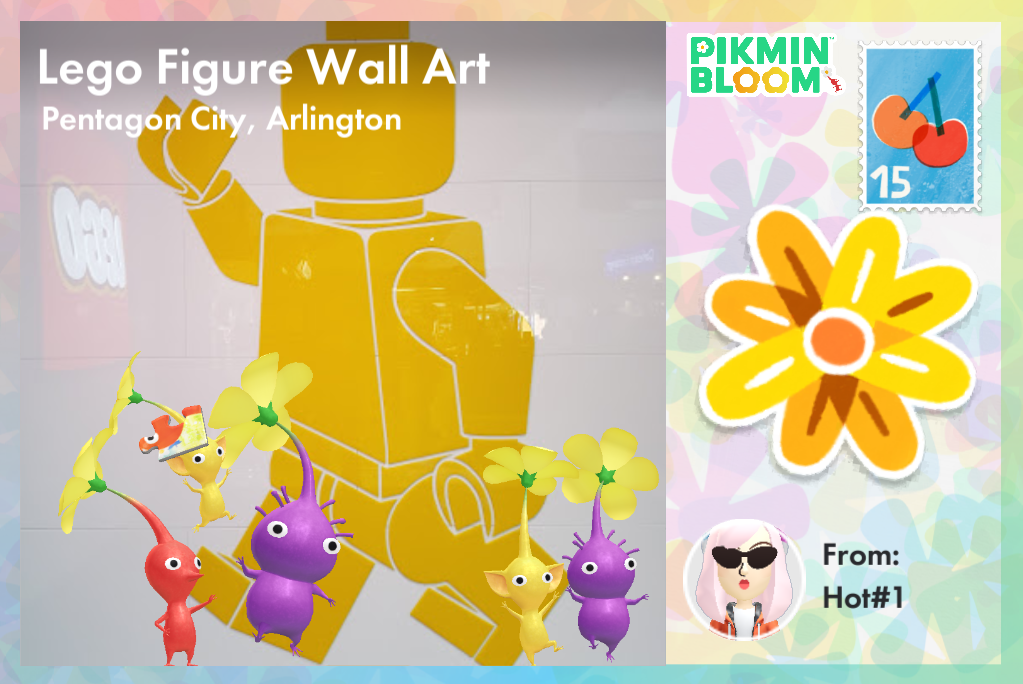 Lego Figure Wall Art
Pentagon City, Arlington
PIKMIN
BLOOM
15
From:
Hot#1